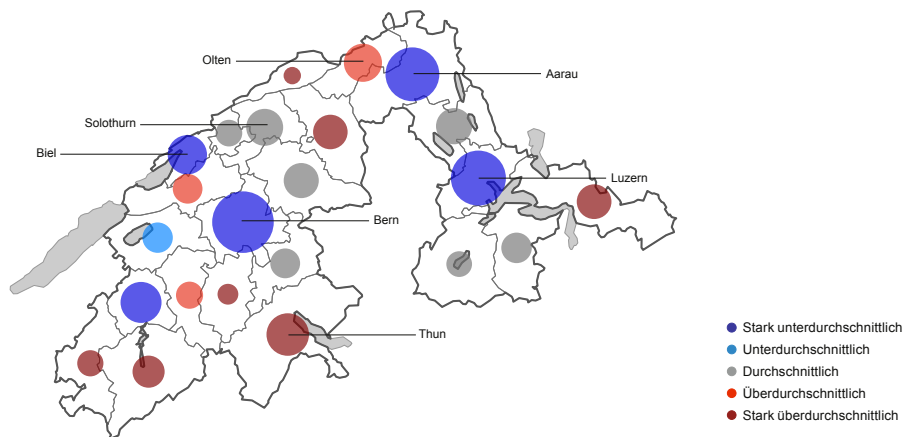 Olten
Aarau
Solothurn
Biel
Luzern
Bern
Thun
Stark unterdurchschnittlich
Unterdurchschnittlich
Durchschnittlich
Überdurchschnittlich
Stark überdurchschnittlich